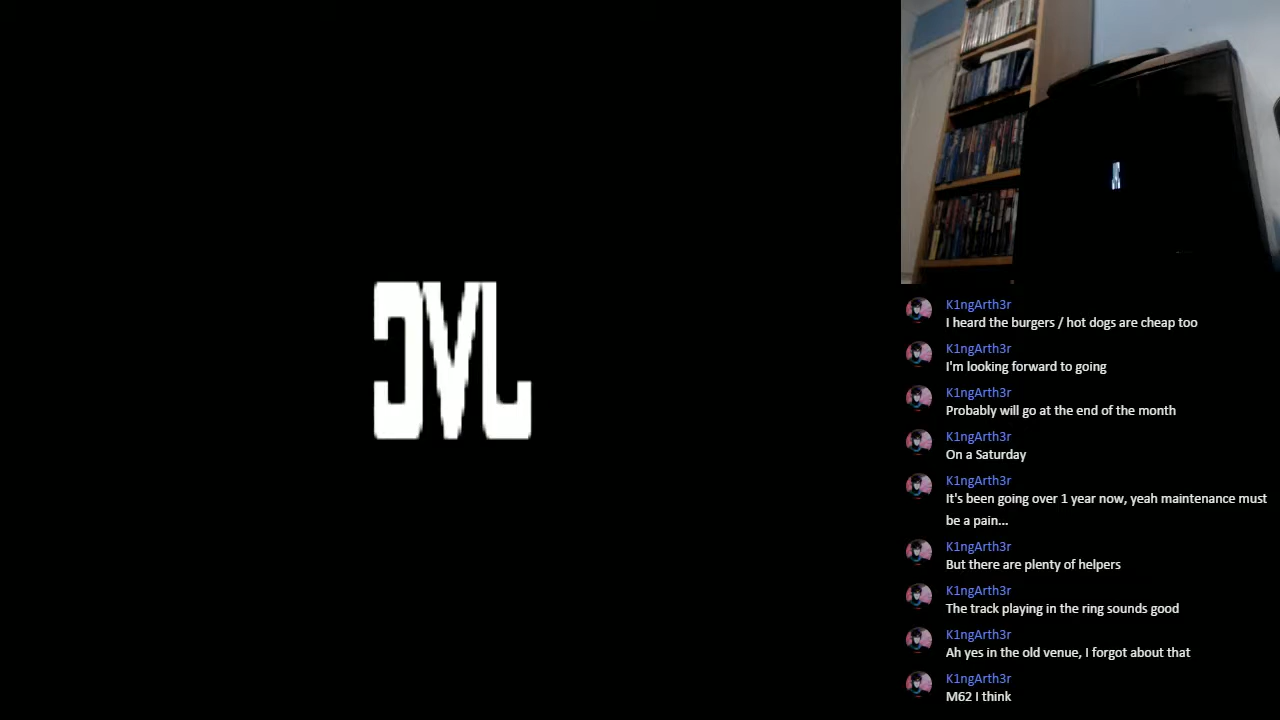 JVL
K1ngArth3r
I heard the burgers / hot dogs are cheap too
K1ngArth3r
I'm looking forward to going
K1ngArth3r
Probably will go at the end of the month
K1ngArth3r
On a Saturday
K1ngArth3r
It's been going over 1 year now, yeah maintenance must
be a pain...
K1ngArth3r
But there are plenty of helpers
K1ngArth3r
The track playing in the ring sounds good
K1ngArth3r
Ah yes in the old venue, I forgot about that
K1ngArth3r
M62 I think